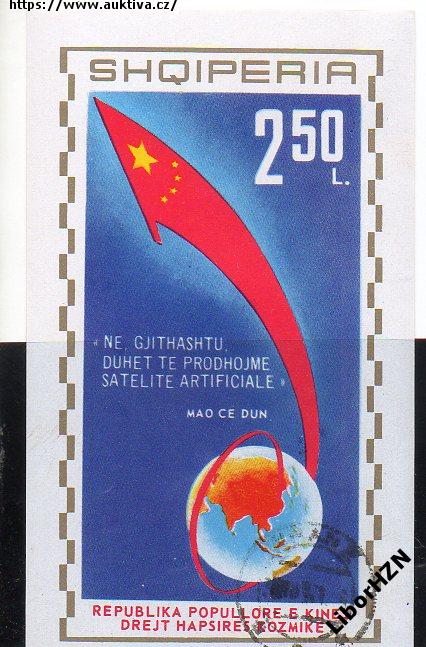 https://www.auktiva.cz/
SHQIPERIA
2.50
L.
« NE, GJITHASHTU,
DUHET TE PRODHOJME
SATELITE ARTIFICIALE »
MAO CE DUN
REPUBLIKA POPULLORE E KINES
DREJT HAPSIRES KOZMIKE
LiborHZN